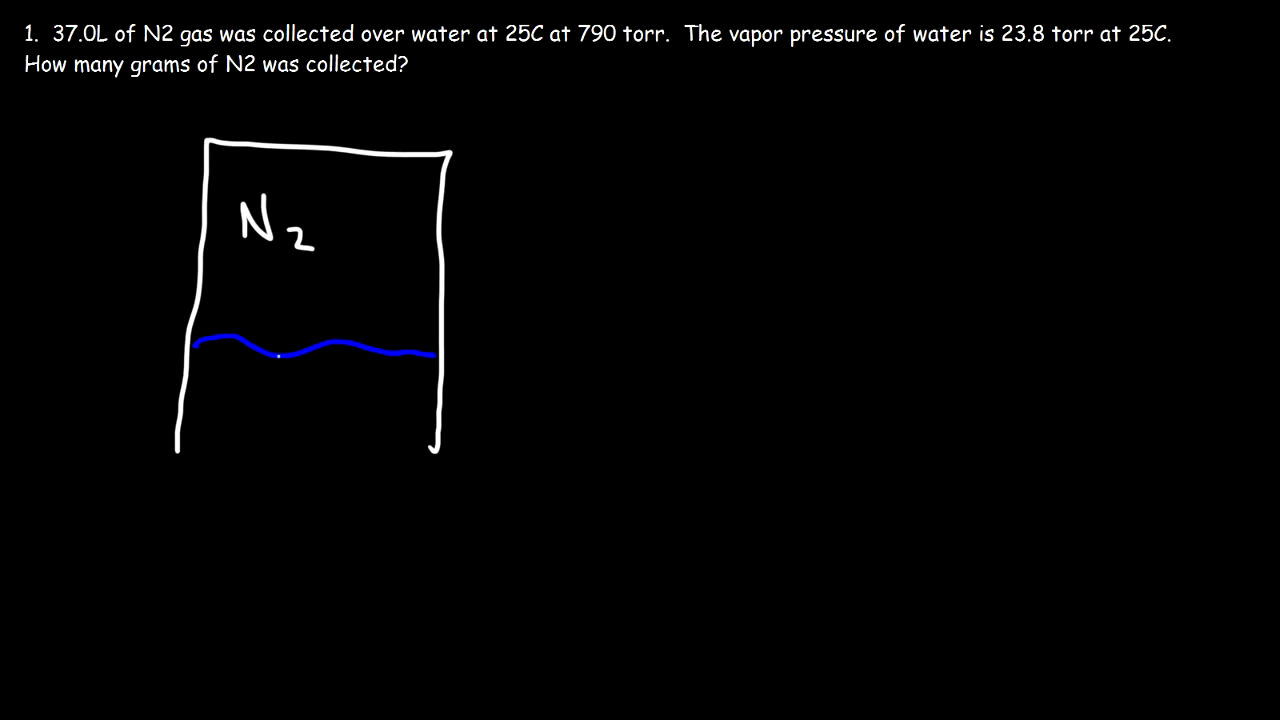 1. 37.0L of N2 gas was collected over water at 25C at 790 torr. The vapor pressure of water is 23.8 torr at 25C.
How many grams of N2 was collected?
N2